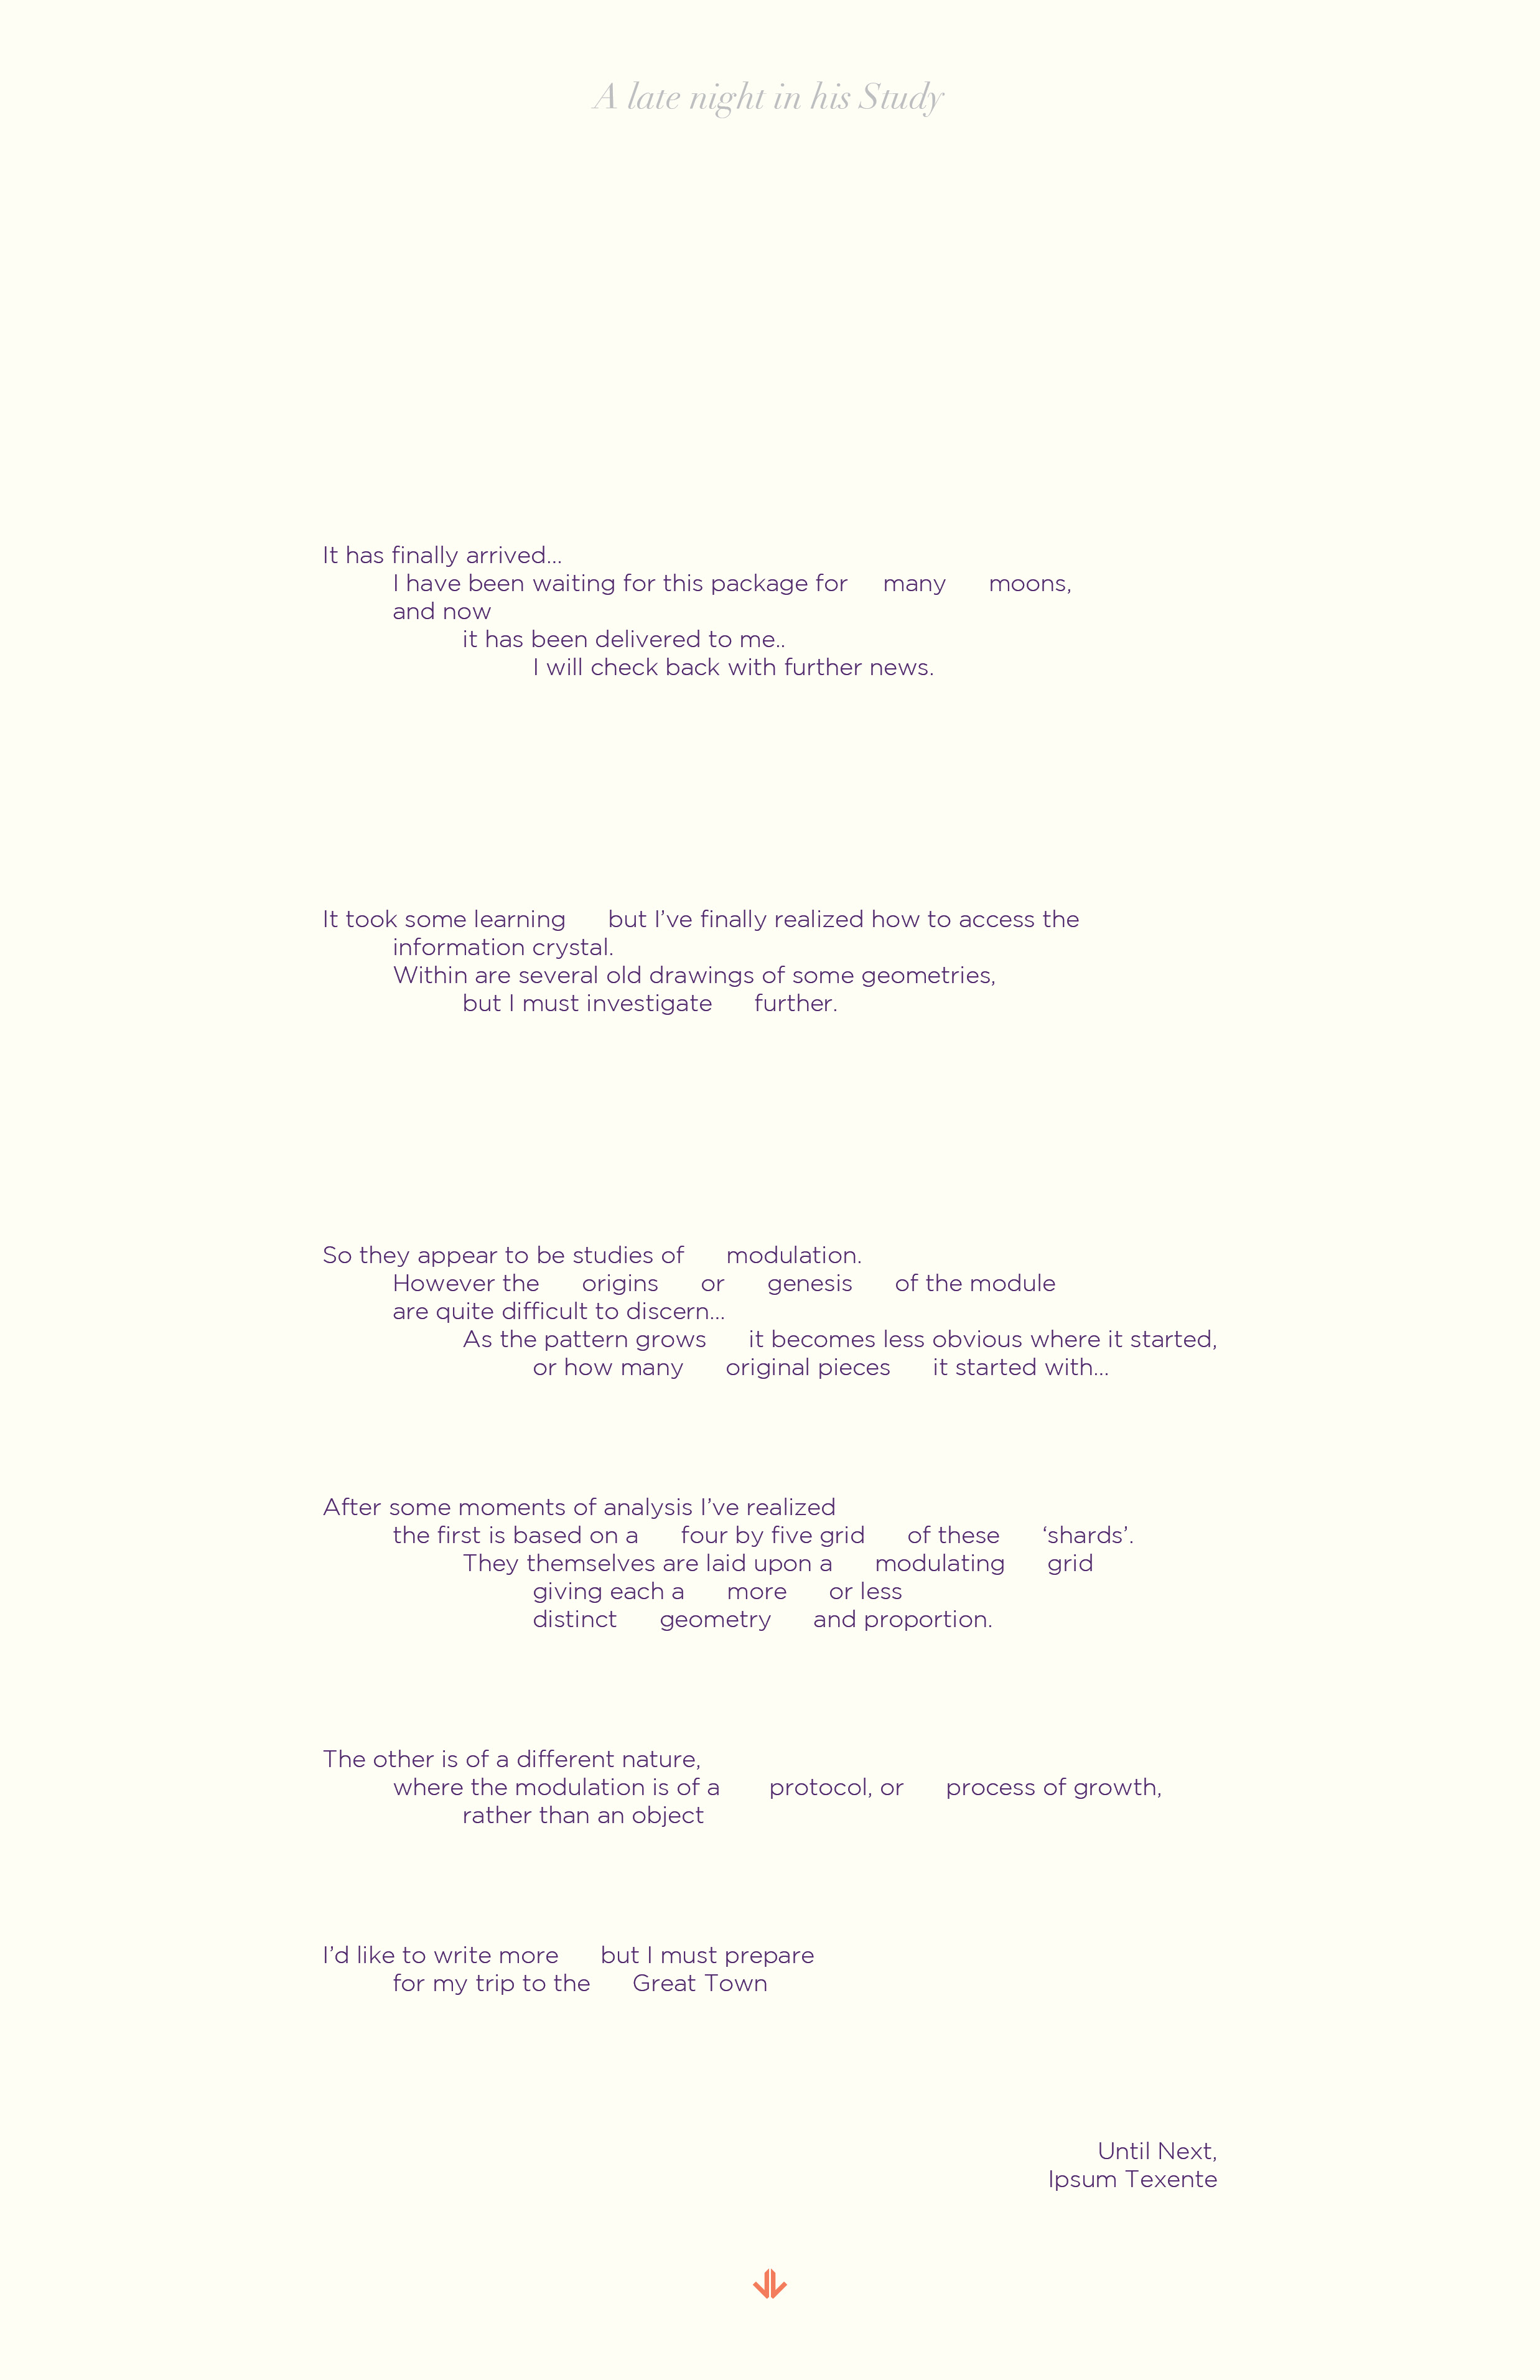 A late night in his Study
It has finally arrived...
I have been waiting for this package for many moons,
and now
it has been delivered to me..
I will check back with further news.
It took some learning but I’ve finally realized how to access the
information crystal.
Within are several old drawings of some geometries,
but I must investigate further.
So they appear to be studies of modulation.
However the origins or genesis of the module
are quite difficult to discern...
As the pattern grows it becomes less obvious where it started,
or how many original pieces it started with...
After some moments of analysis I’ve realized
the first is based on a four by five grid of these ‘shards’.
They themselves are laid upon a modulating grid
giving each a more or less
distinct geometry and proportion.
The other is of a different nature,
where the modulation is of a protocol, or process of growth,
rather than an object
I’d like to write more but I must prepare
for my trip to the Great Town
Until Next,
Ipsum Texente